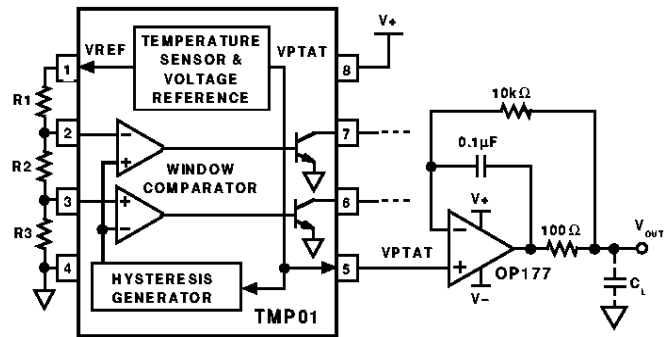 V+
TEMPERATURE
SENSOR &
VOLTAGE
REFERENCE
VREF
VPTAT
1
8
R1
10kΩ
2
7
0.1μF
R2
WINDOW
COMPARATOR
3
6
V+
100Ω
VOUT
R3
4
HYSTERESIS
GENERATOR
5
VPTAT
OP177
V−
CL
TMP01
− + + −
− +